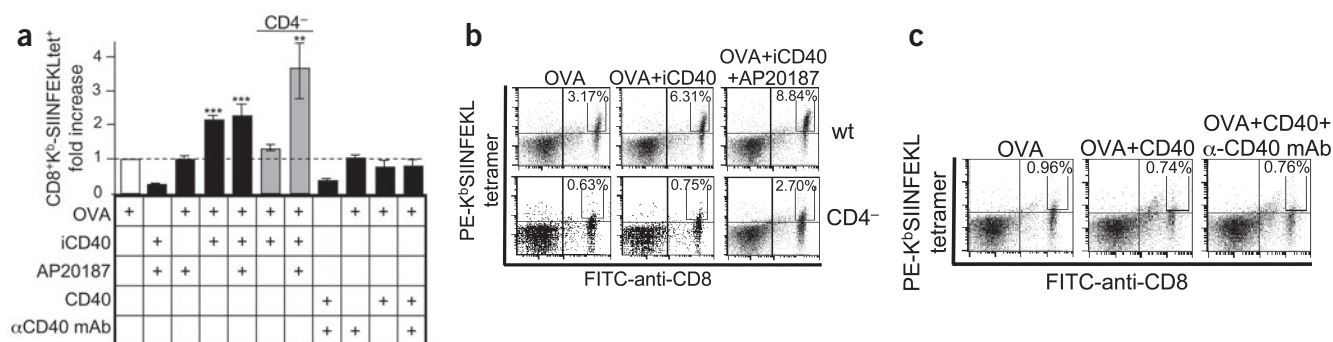 a
CD4–
CD8⁺Kᵇ-SIINFEKLtet⁺
fold increase
4
3
2
1
0
*** *** **
OVA + + + + + + + + +
iCD40 + + + + +
AP20187 + + + +
CD40 + + +
αCD40 mAb + + +
b
OVA OVA+iCD40 OVA+iCD40
+AP20187
3.17% 6.31% 8.84%
wt
0.63% 0.75% 2.70%
CD4–
PE-KᵇSIINFEKL
tetramer
FITC-anti-CD8
c
OVA OVA+CD40 OVA+CD40+
α-CD40 mAb
0.96% 0.74% 0.76%
PE-KᵇSIINFEKL
tetramer
FITC-anti-CD8